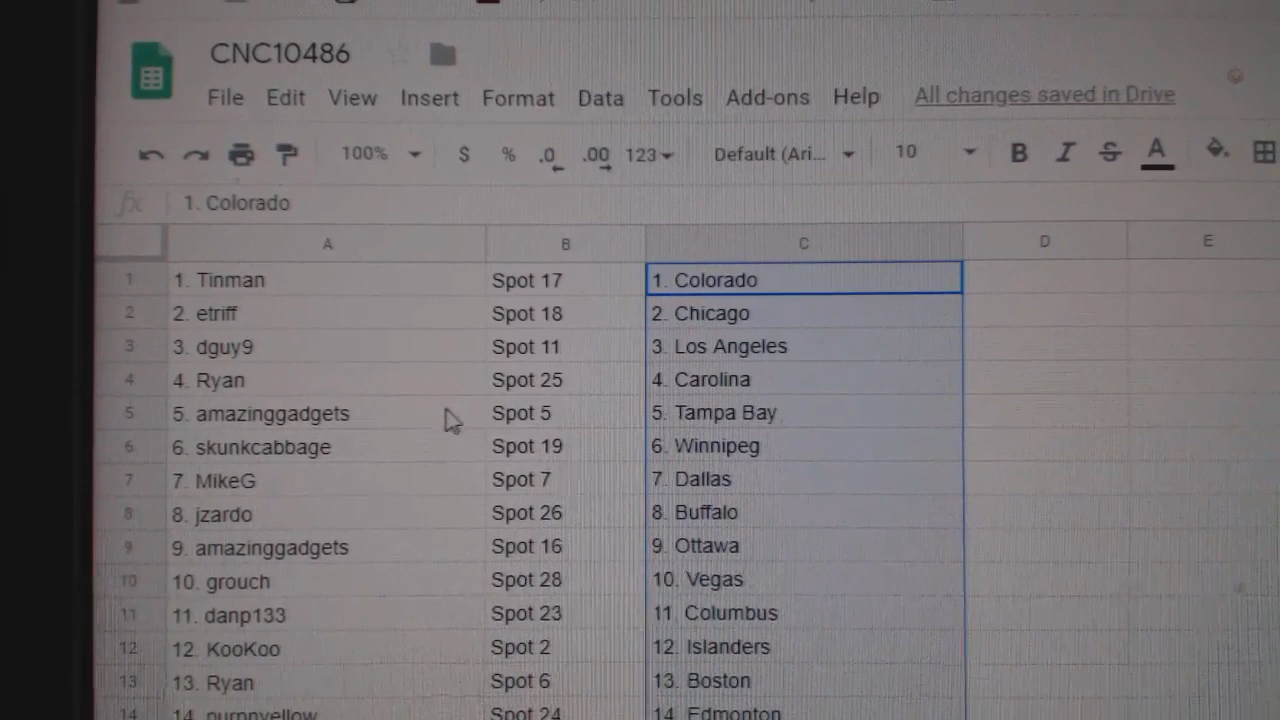 CNC10486
File Edit View Insert Format Data Tools Add-ons Help All changes saved in Drive
100% $ % .0 .00 123 Default (Ari... 10 B I S A
fx 1. Colorado
A B C D E
1 1. Tinman Spot 17 1. Colorado
2 2. etriff Spot 18 2. Chicago
3 3. dguy9 Spot 11 3. Los Angeles
4 4. Ryan Spot 25 4. Carolina
5 5. amazinggadgets Spot 5 5. Tampa Bay
6 6. skunkcabbage Spot 19 6. Winnipeg
7 7. MikeG Spot 7 7. Dallas
8 8. jzardo Spot 26 8. Buffalo
9 9. amazinggadgets Spot 16 9. Ottawa
10 10. grouch Spot 28 10. Vegas
11 11. danp133 Spot 23 11. Columbus
12 12. KooKoo Spot 2 12. Islanders
13 13. Ryan Spot 6 13. Boston
14 14. Spot 24 14. Edmonton